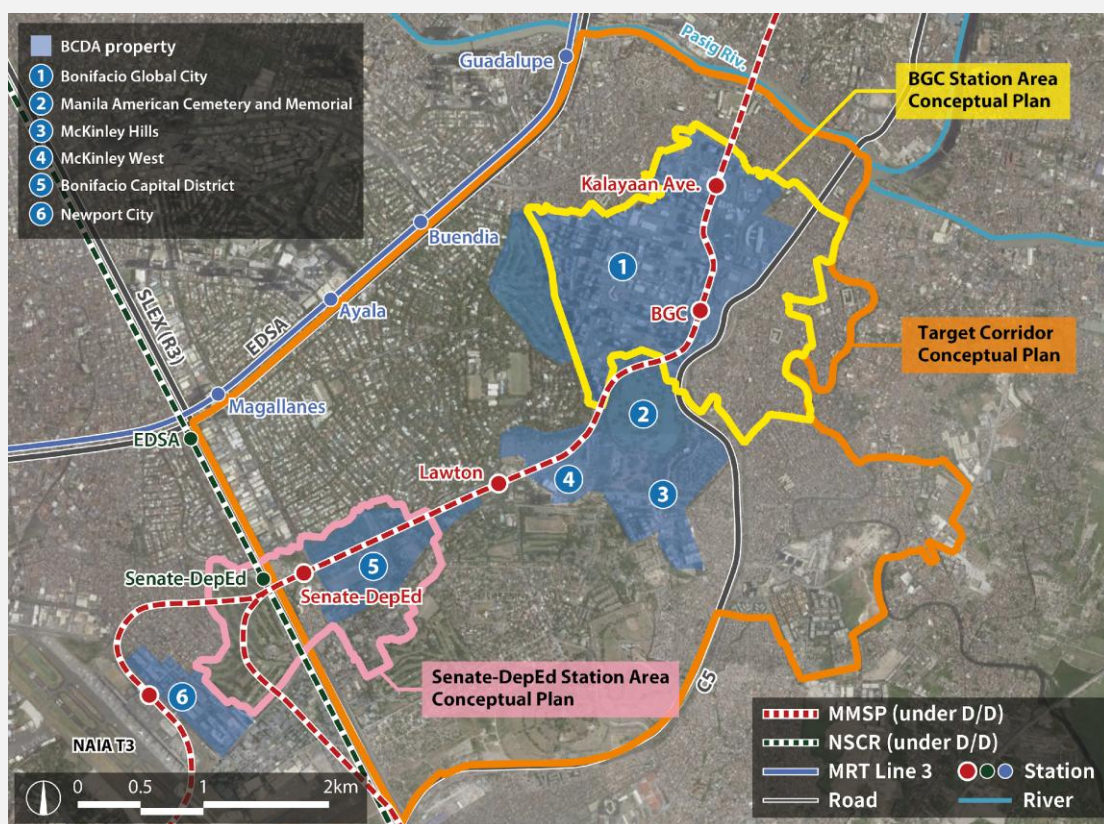 BCDA property
1 Bonifacio Global City
2 Manila American Cemetery and Memorial
3 McKinley Hills
4 McKinley West
5 Bonifacio Capital District
6 Newport City
Guadalupe
Pasig Riv.
BGC Station Area
Conceptual Plan
Kalayaan Ave.
Buendia
1
SLEX (R3)
EDSA
Ayala
BGC
Target Corridor
Conceptual Plan
Magallanes
2
EDSA
Lawton
4
3
Senate-DepEd
5
Senate-DepEd
Senate-DepEd Station Area
Conceptual Plan
C5
6
NAIA T3
0 0.5 1 2km
MMSP (under D/D)
NSCR (under D/D)
MRT Line 3
Station
Road
River